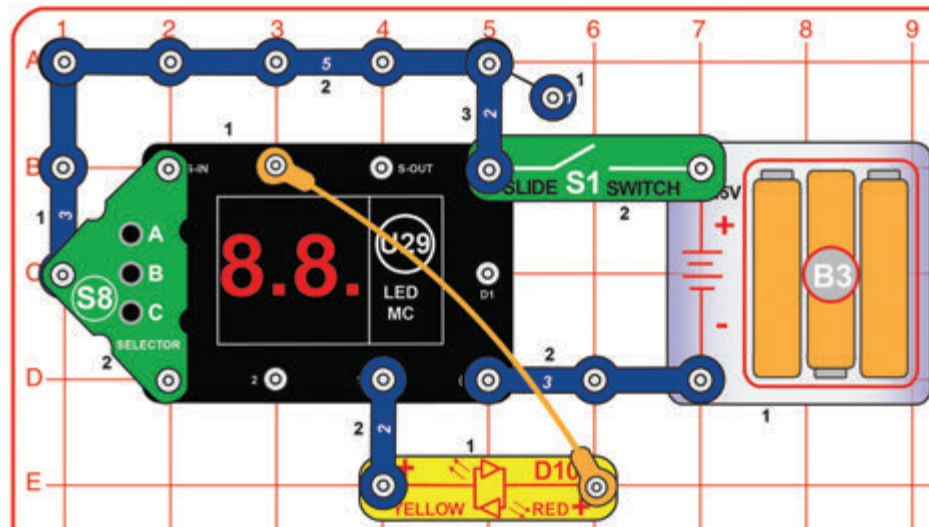 1 2 3 4 5 6 7 8 9
A
5
2
1
1
3
2
1
B
S-IN
S-OUT
SLIDE S1 SWITCH
2
5V
+
1
3
A
U29
8.8.
C
S8
B
LED
MC
D1
B3
C
-
SELECTOR
2
D
2
2
3
1
2
2
1
E
+
D10
YELLOW
RED +